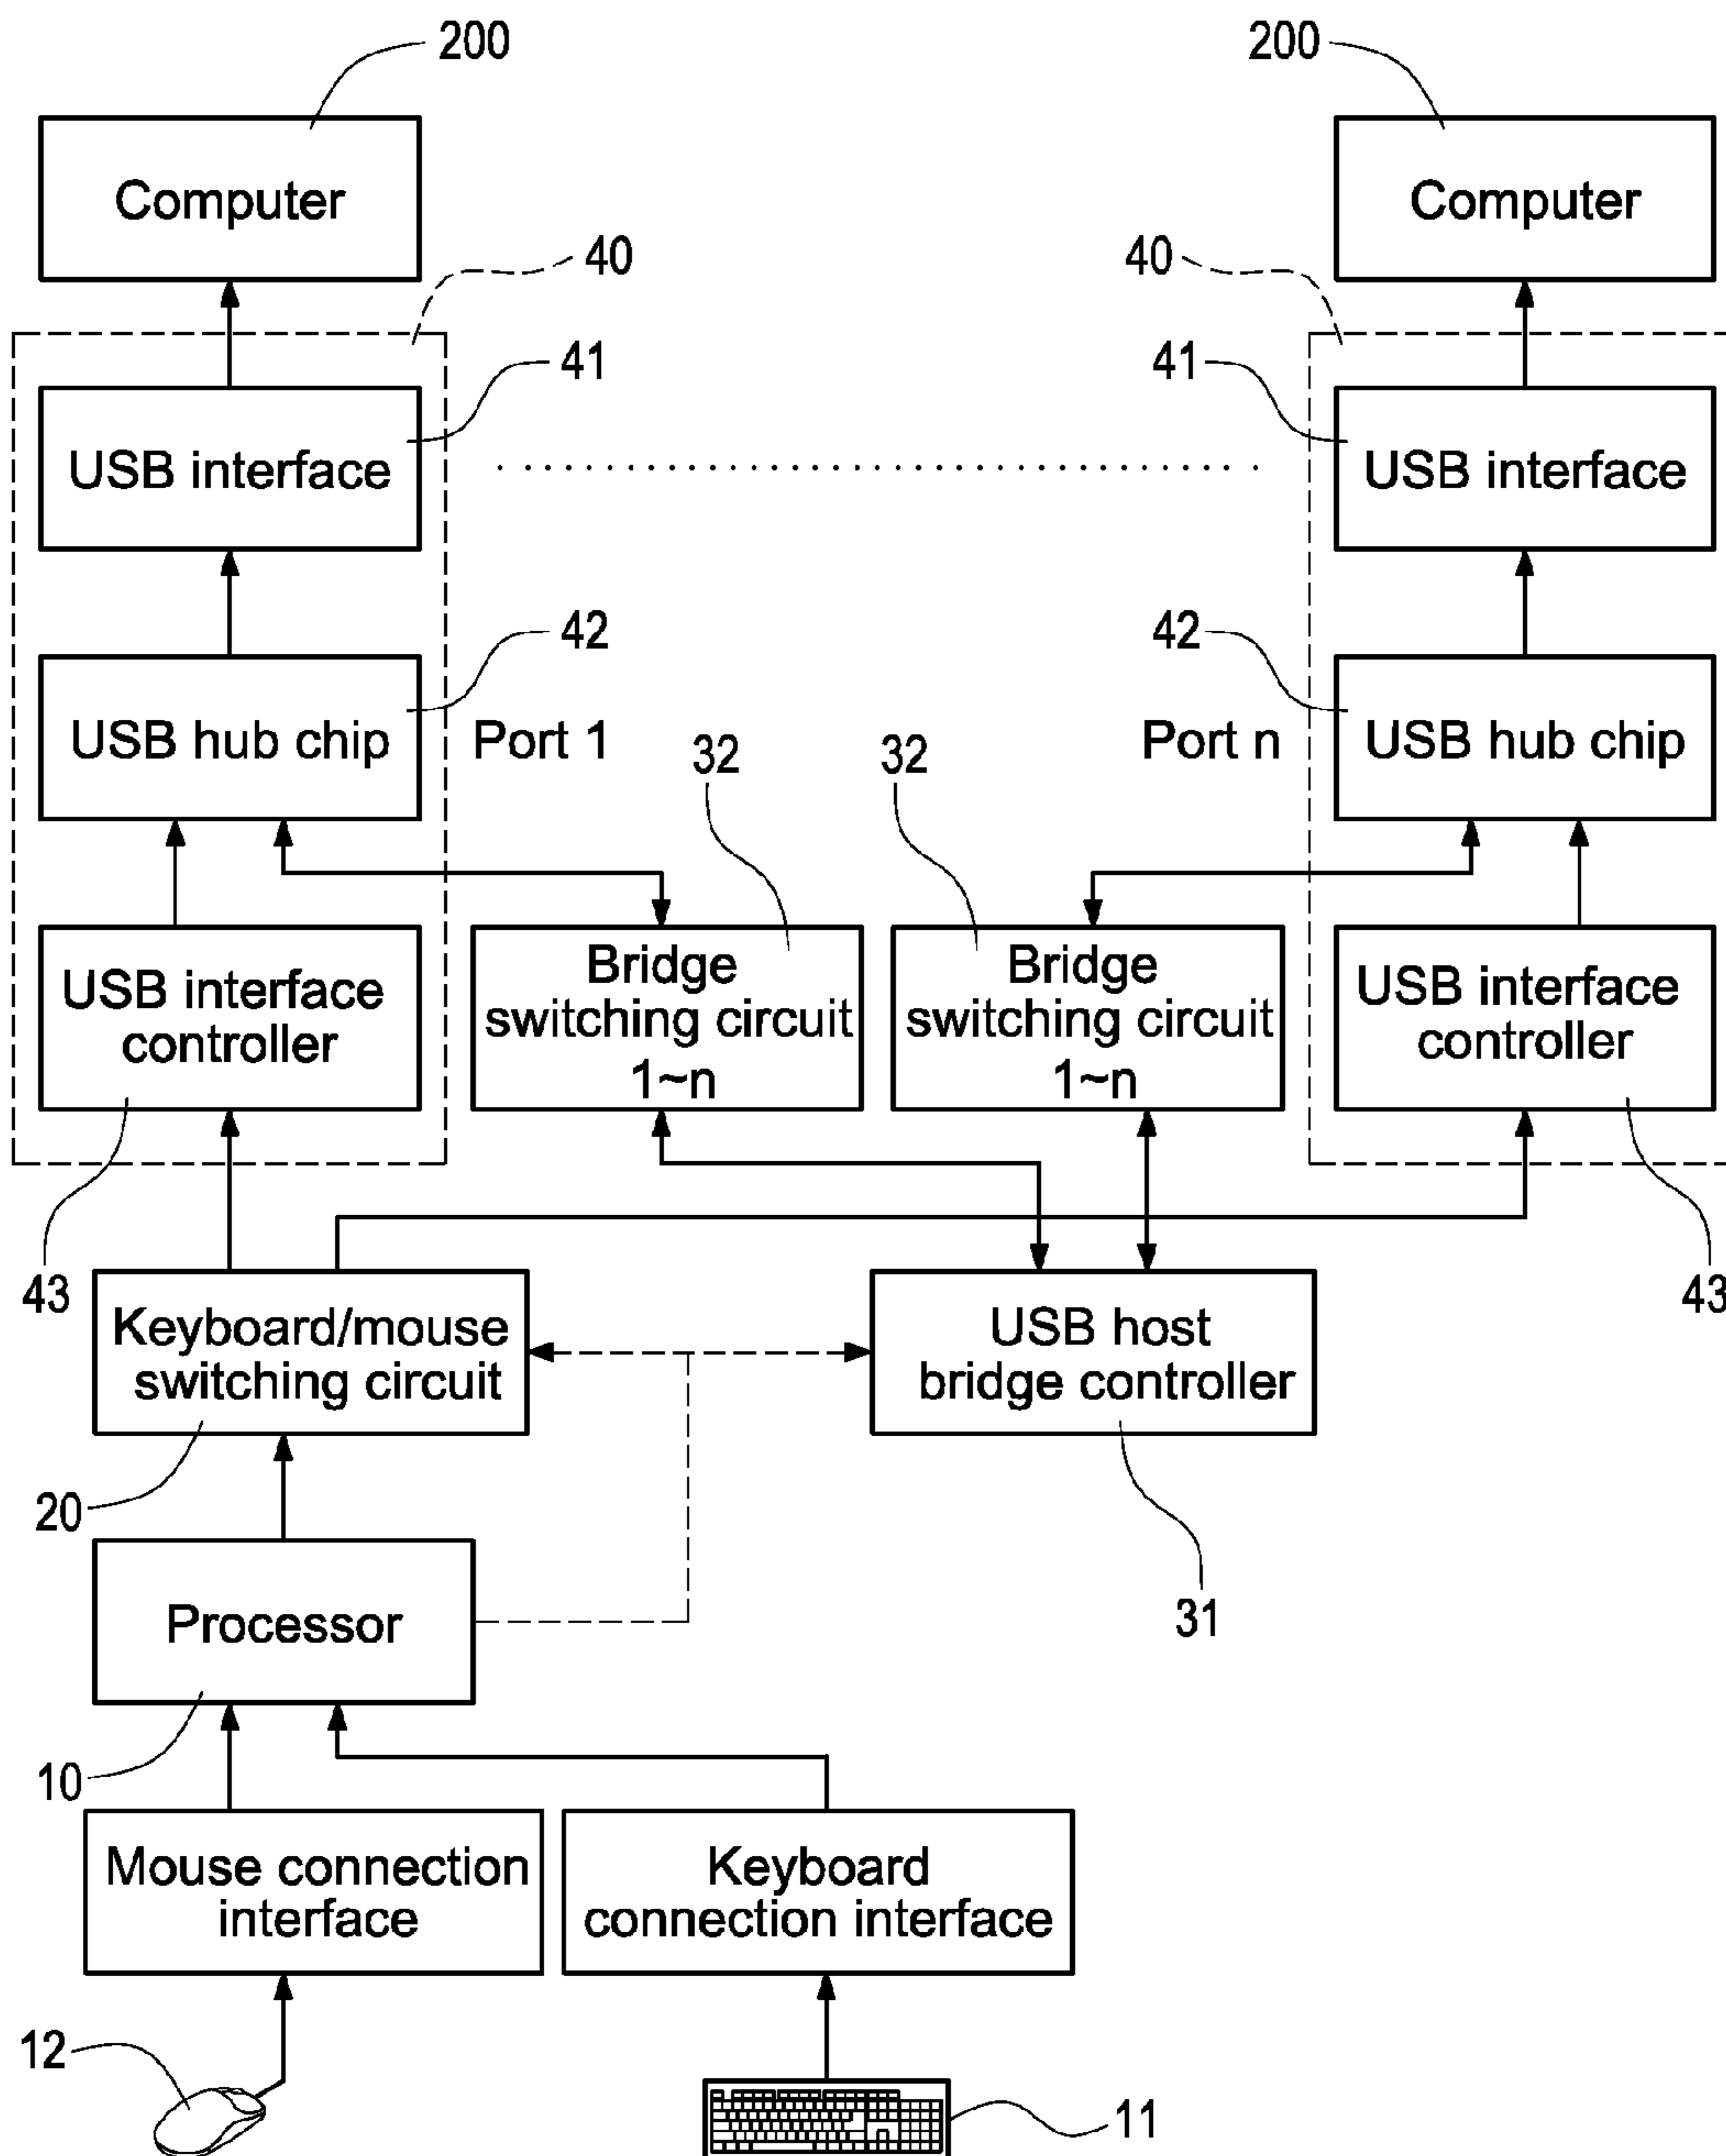 200
200
Computer
Computer
40
40
41
41
USB interface
USB interface
42
42
USB hub chip
Port 1
32
32
Port n
USB hub chip
USB interface
controller
Bridge
switching circuit
1~n
Bridge
switching circuit
1~n
USB interface
controller
43
43
Keyboard/mouse
switching circuit
USB host
bridge controller
20
31
Processor
10
Mouse connection
interface
Keyboard
connection interface
12
11